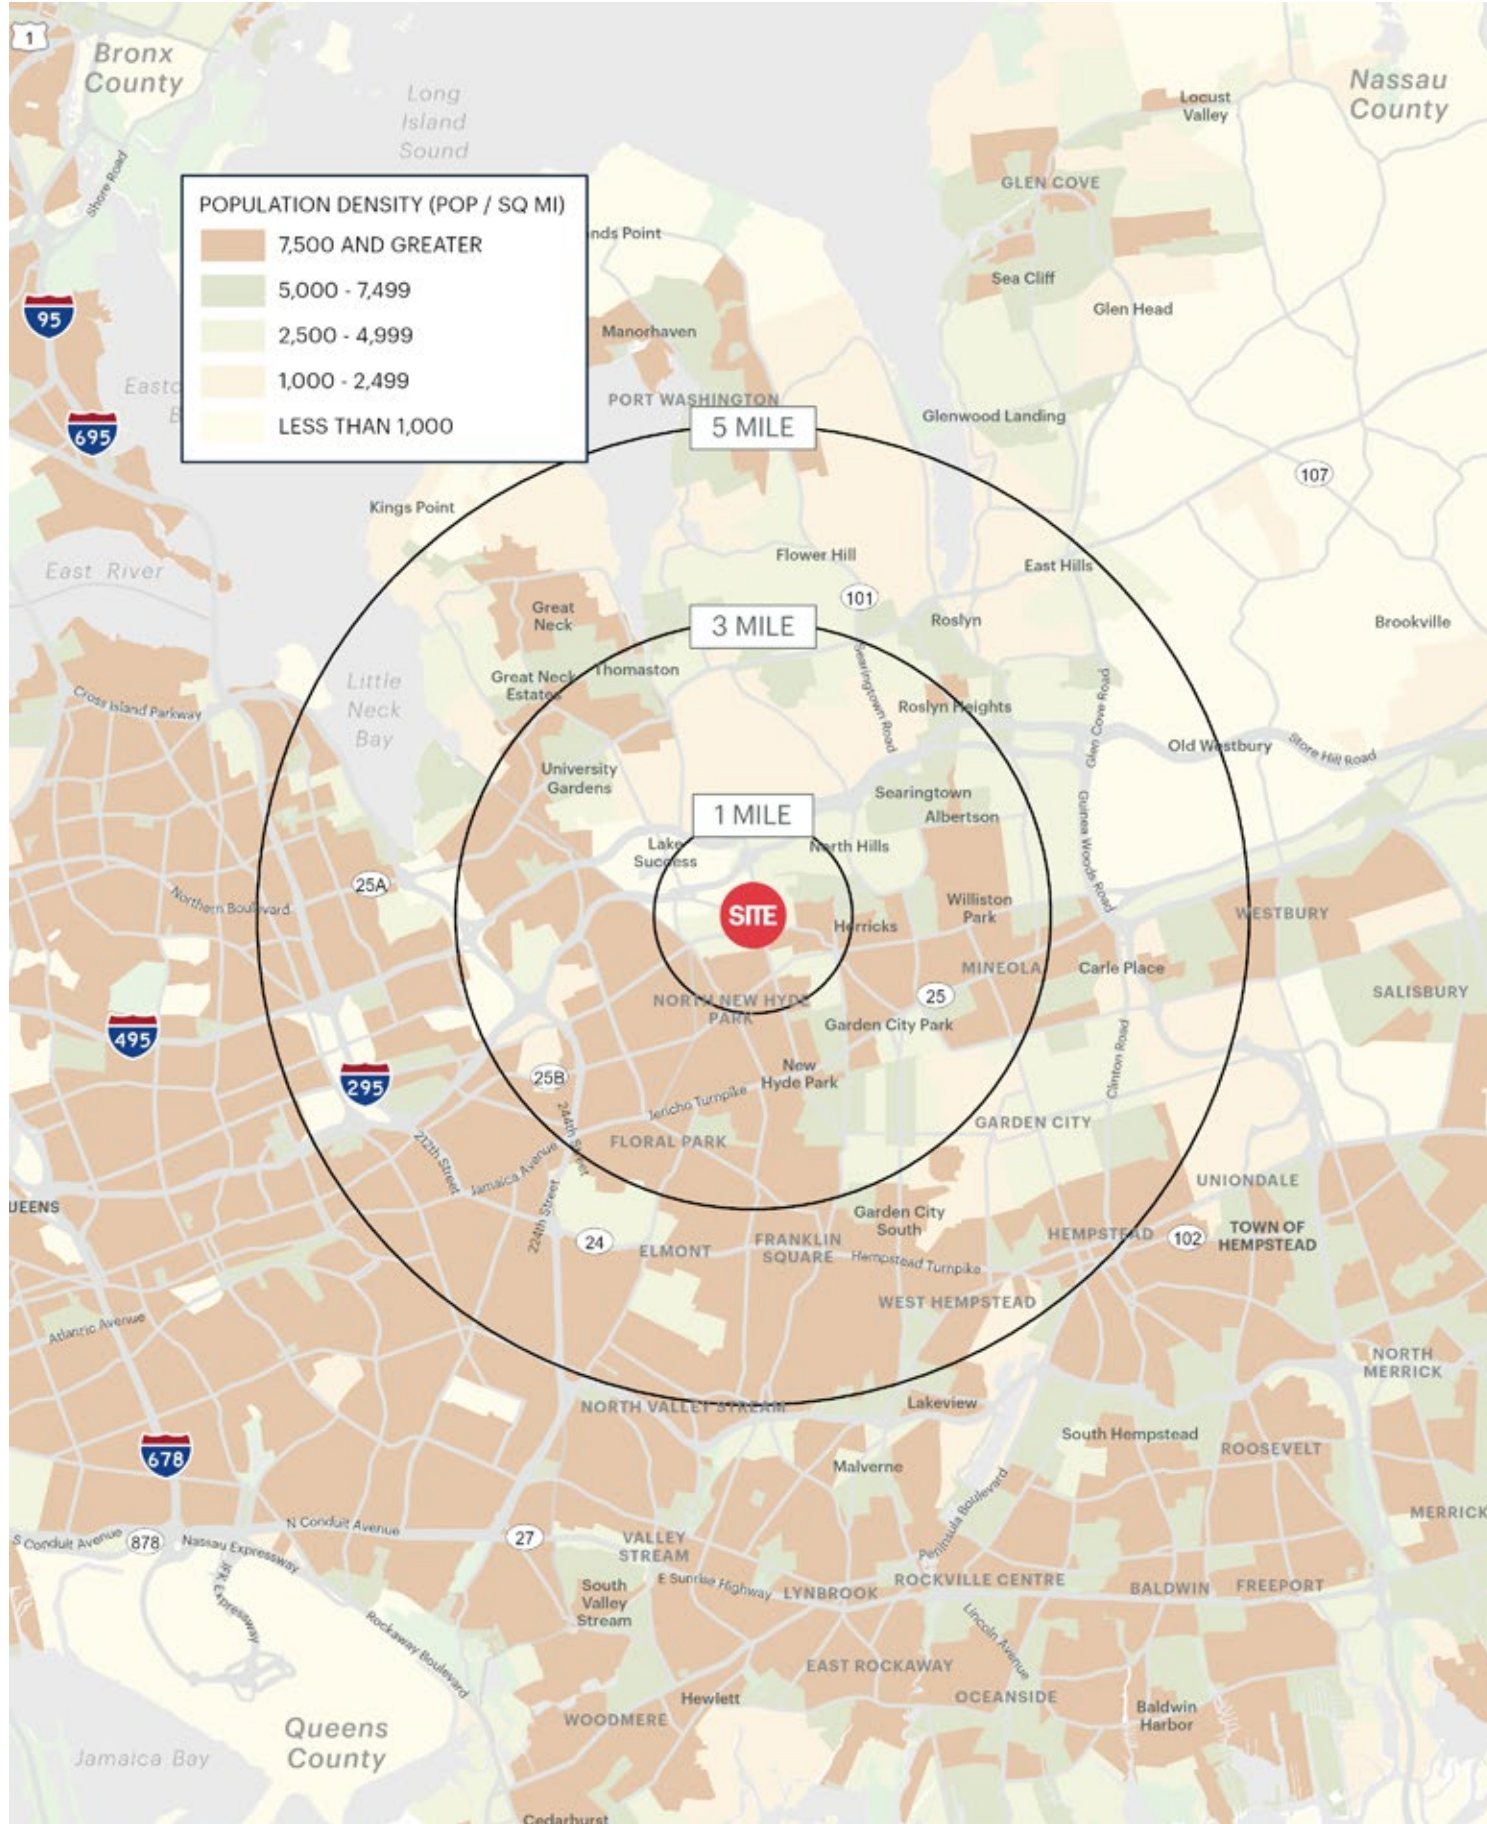 1
Bronx
County
Long
Island
Sound
Nassau
County
Locust
Valley
Shore Road
GLEN COVE
POPULATION DENSITY (POP / SQ MI)
7,500 AND GREATER
5,000 - 7,499
2,500 - 4,999
1,000 - 2,499
LESS THAN 1,000
nds Point
Sea Cliff
Glen Head
95
Manorhaven
Eastc
B
PORT WASHINGTON
Glenwood Landing
5 MILE
695
107
Kings Point
Flower Hill
East Hills
East River
101
Great
Neck
3 MILE
Roslyn
Brookville
Great Neck
Estates
Thomaston
Little
Neck
Bay
Cross Island Parkway
Searingtown Road
Roslyn Heights
Glen Cove Road
Old Westbury
Store Hill Road
University
Gardens
Searingtown
Albertson
1 MILE
Lake
Success
North Hills
Guinea Woods Road
25A
Northern Boulevard
SITE
Herricks
Williston
Park
WESTBURY
MINEOLA
Carle Place
NORTH NEW HYDE
PARK
25
SALISBURY
Garden City Park
495
295
25B
New
Hyde Park
Clinton Road
Jericho Turnpike
244th Street
FLORAL PARK
GARDEN CITY
212th Street
Jamaica Avenue
UNIONDALE
UEENS
224th Street
Garden City
South
24
ELMONT
FRANKLIN
SQUARE
HEMPSTEAD
102
TOWN OF
HEMPSTEAD
Hempstead Turnpike
WEST HEMPSTEAD
Atlantic Avenue
NORTH
MERRICK
NORTH VALLEY STREAM
Lakeview
678
South Hempstead
ROOSEVELT
Malverne
Peninsula Boulevard
MERRICK
S Conduit Avenue
878
Nassau Expressway
N Conduit Avenue
27
VALLEY
STREAM
JFK Expressway
South
Valley
Stream
E Sunrise Highway
LYNBROOK
ROCKVILLE CENTRE
BALDWIN
FREEPORT
Rockaway Boulevard
Lincoln Avenue
EAST ROCKAWAY
Hewlett
OCEANSIDE
WOODMERE
Baldwin
Harbor
Queens
County
Jamaica Bay
Cedarhurst